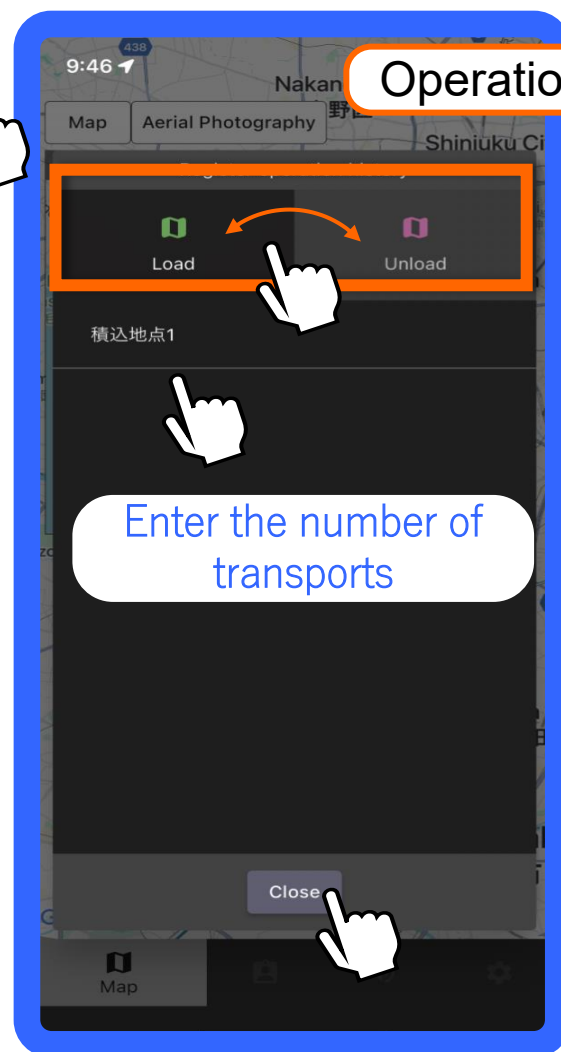 438
9:46
Nakan
Operatio
野区
Map
Aerial Photography
Shinjuku Ci
Load
Unload
積込地点1
Enter the number of
transports
Close
Map